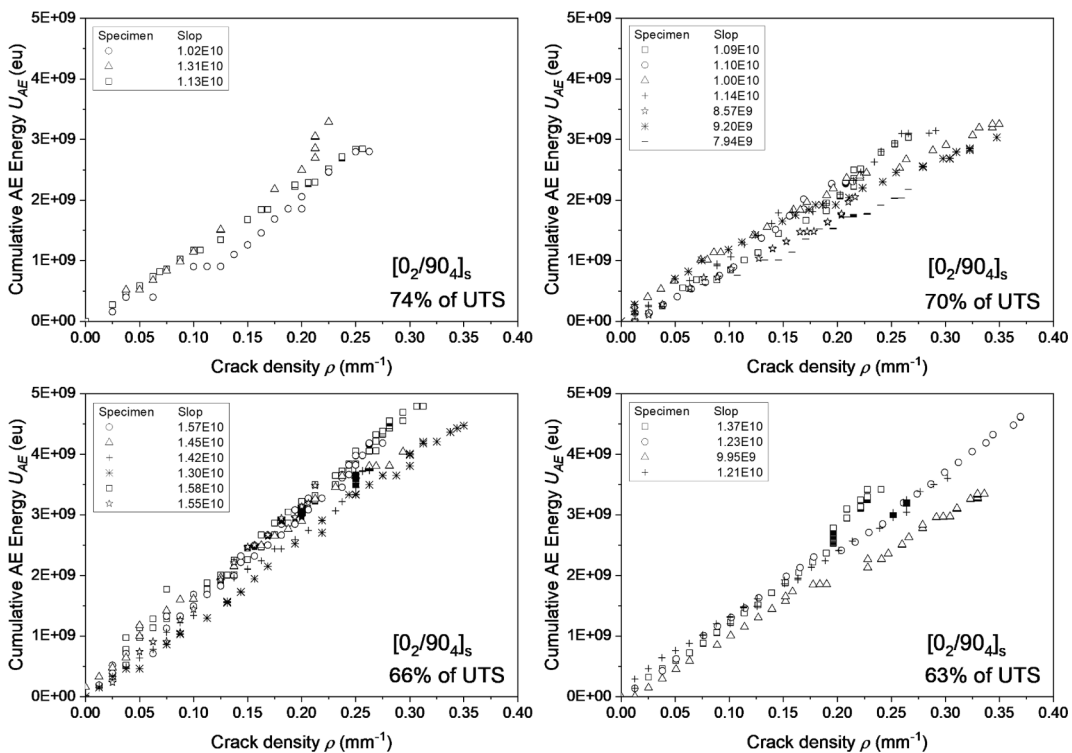 5E+09
4E+09
3E+09
2E+09
1E+09
0E+00
Cumulative AE Energy U_AE (eu)
Specimen Slop
○ 1.02E10
△ 1.31E10
□ 1.13E10
[0₂/90₄]ₛ
74% of UTS
0.00 0.05 0.10 0.15 0.20 0.25 0.30 0.35 0.40
Crack density ρ (mm⁻¹)
5E+09
4E+09
3E+09
2E+09
1E+09
0E+00
Cumulative AE Energy U_AE (eu)
Specimen Slop
□ 1.09E10
○ 1.10E10
△ 1.00E10
+ 1.14E10
☆ 8.57E9
✳ 9.20E9
− 7.94E9
[0₂/90₄]ₛ
70% of UTS
0.00 0.05 0.10 0.15 0.20 0.25 0.30 0.35 0.40
Crack density ρ (mm⁻¹)
5E+09
4E+09
3E+09
2E+09
1E+09
0E+00
Cumulative AE Energy U_AE (eu)
Specimen Slop
○ 1.57E10
△ 1.45E10
+ 1.42E10
✳ 1.30E10
□ 1.58E10
☆ 1.55E10
[0₂/90₄]ₛ
66% of UTS
0.00 0.05 0.10 0.15 0.20 0.25 0.30 0.35 0.40
Crack density ρ (mm⁻¹)
5E+09
4E+09
3E+09
2E+09
1E+09
0E+00
Cumulative AE Energy U_AE (eu)
Specimen Slop
□ 1.37E10
○ 1.23E10
△ 9.95E9
+ 1.21E10
[0₂/90₄]ₛ
63% of UTS
0.00 0.05 0.10 0.15 0.20 0.25 0.30 0.35 0.40
Crack density ρ (mm⁻¹)